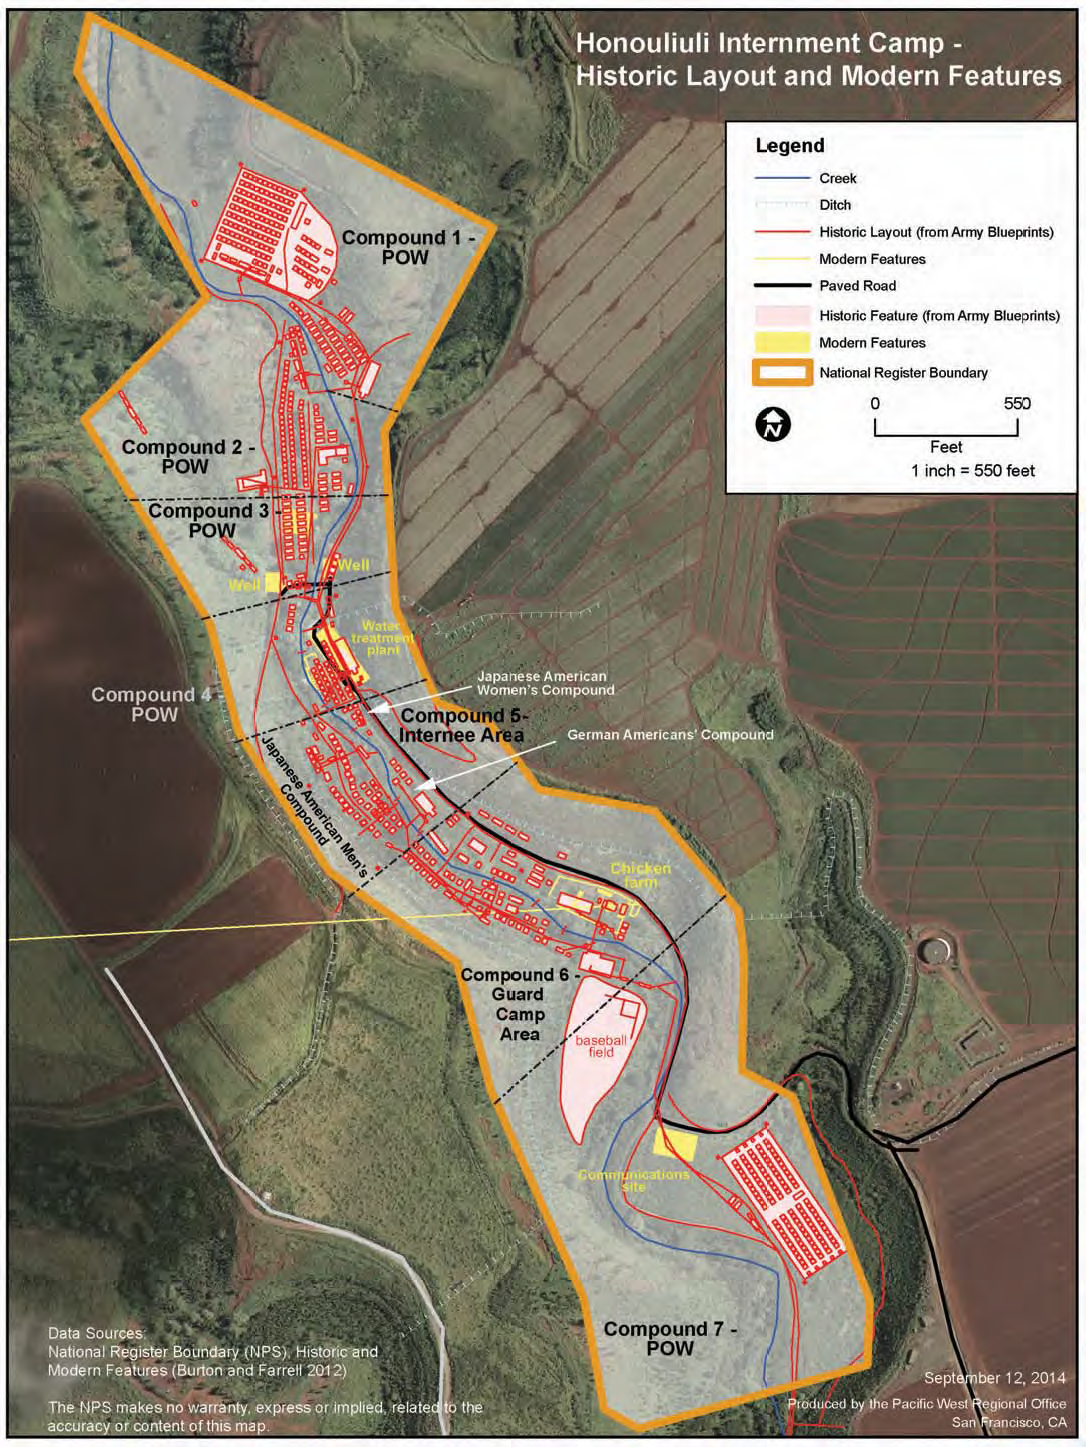 Honouliuli Internment Camp -
Historic Layout and Modern Features
Legend
Creek
Ditch
Historic Layout (from Army Blueprints)
Modern Features
Paved Road
Historic Feature (from Army Blueprints)
Modern Features
National Register Boundary
N
0 550
Feet
1 inch = 550 feet
Compound 1 -
POW
Compound 2 -
POW
Compound 3 -
POW
Well
Well
Water
treatment
plant
Compound 4 -
POW
Japanese American
Women's Compound
Compound 5-
Internee Area
German Americans' Compound
Japanese American Men's
Compound
Chicken
farm
Compound 6 -
Guard
Camp
Area
baseball
field
Communications
site
Compound 7 -
POW
Data Sources:
National Register Boundary (NPS), Historic and
Modern Features (Burton and Farrell 2012)
The NPS makes no warranty, express or implied, related to the
accuracy or content of this map.
September 12, 2014
Produced by the Pacific West Regional Office
San Francisco, CA